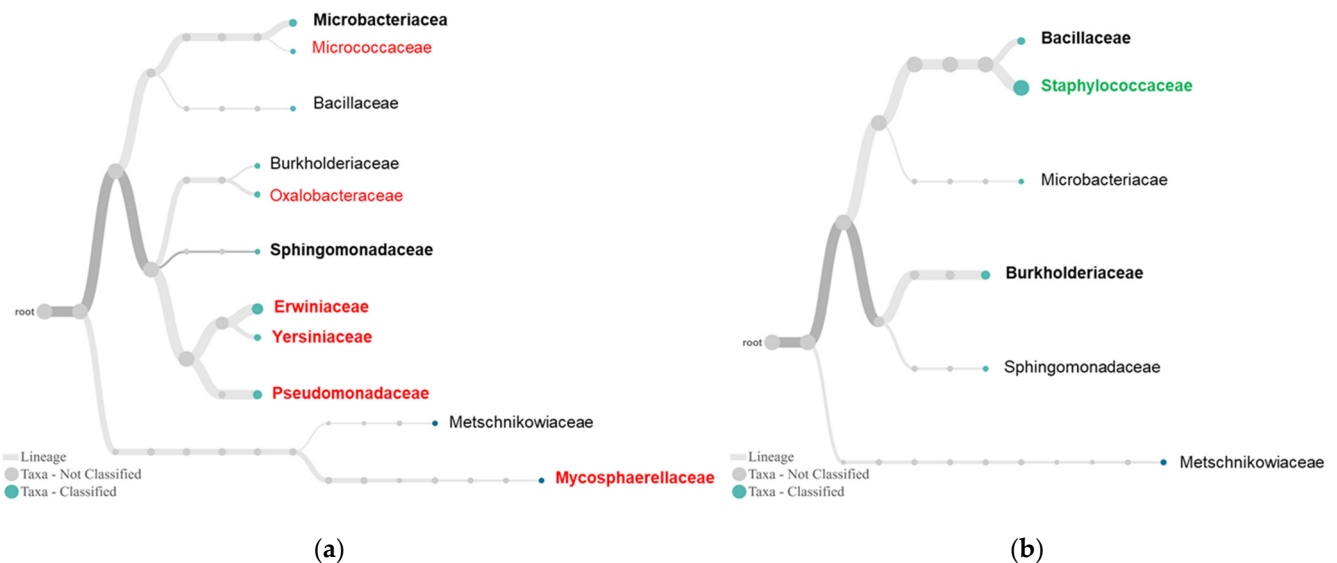 Microbacteriacea
Micrococcaceae
Bacillaceae
Burkholderiaceae
Oxalobacteraceae
Sphingomonadaceae
Erwiniaceae
root
Yersiniaceae
Pseudomonadaceae
Metschnikowiaceae
Mycosphaerellaceae
Lineage
Taxa - Not Classified
Taxa - Classified
(a)
Bacillaceae
Staphylococcaceae
Microbacteriacae
Burkholderiaceae
root
Sphingomonadaceae
Metschnikowiaceae
Lineage
Taxa - Not Classified
Taxa - Classified
(b)